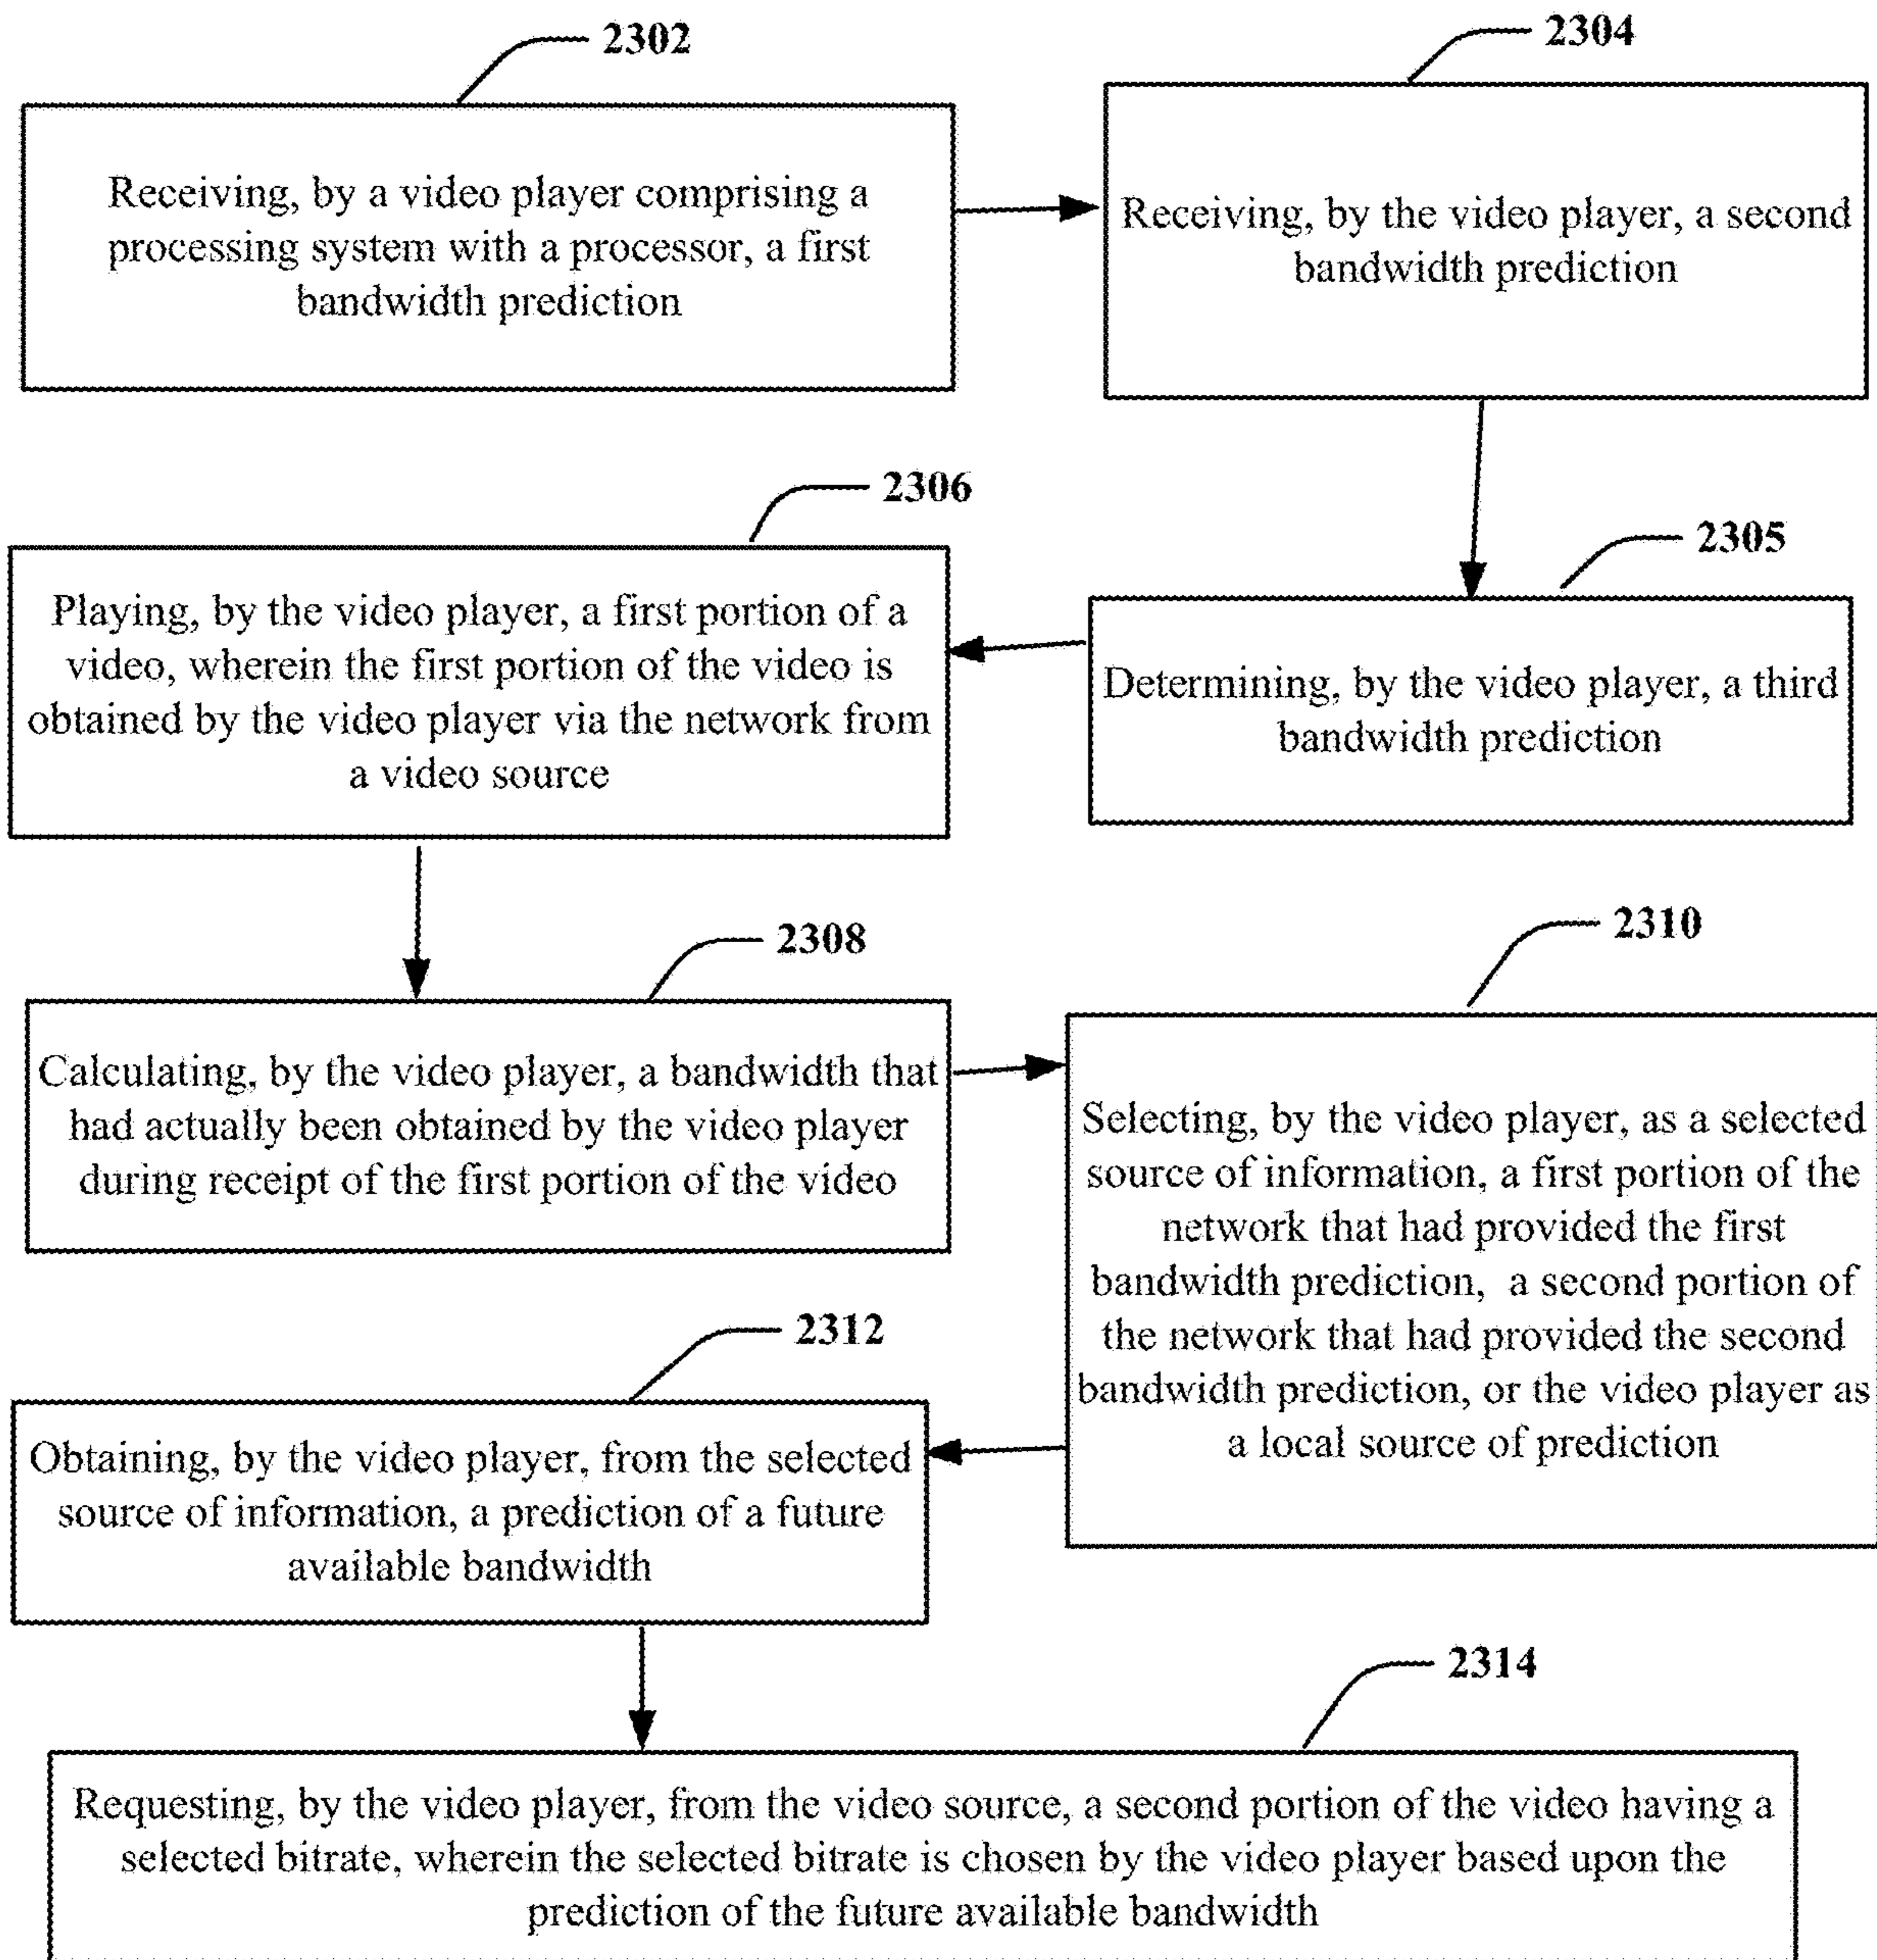 2302
Receiving, by a video player comprising a
processing system with a processor, a first
bandwidth prediction
2304
Receiving, by the video player, a second
bandwidth prediction
2305
Determining, by the video player, a third
bandwidth prediction
2306
Playing, by the video player, a first portion of a
video, wherein the first portion of the video is
obtained by the video player via the network from
a video source
2308
Calculating, by the video player, a bandwidth that
had actually been obtained by the video player
during receipt of the first portion of the video
2310
Selecting, by the video player, as a selected
source of information, a first portion of the
network that had provided the first
bandwidth prediction, a second portion of
the network that had provided the second
bandwidth prediction, or the video player as
a local source of prediction
2312
Obtaining, by the video player, from the selected
source of information, a prediction of a future
available bandwidth
2314
Requesting, by the video player, from the video source, a second portion of the video having a
selected bitrate, wherein the selected bitrate is chosen by the video player based upon the
prediction of the future available bandwidth